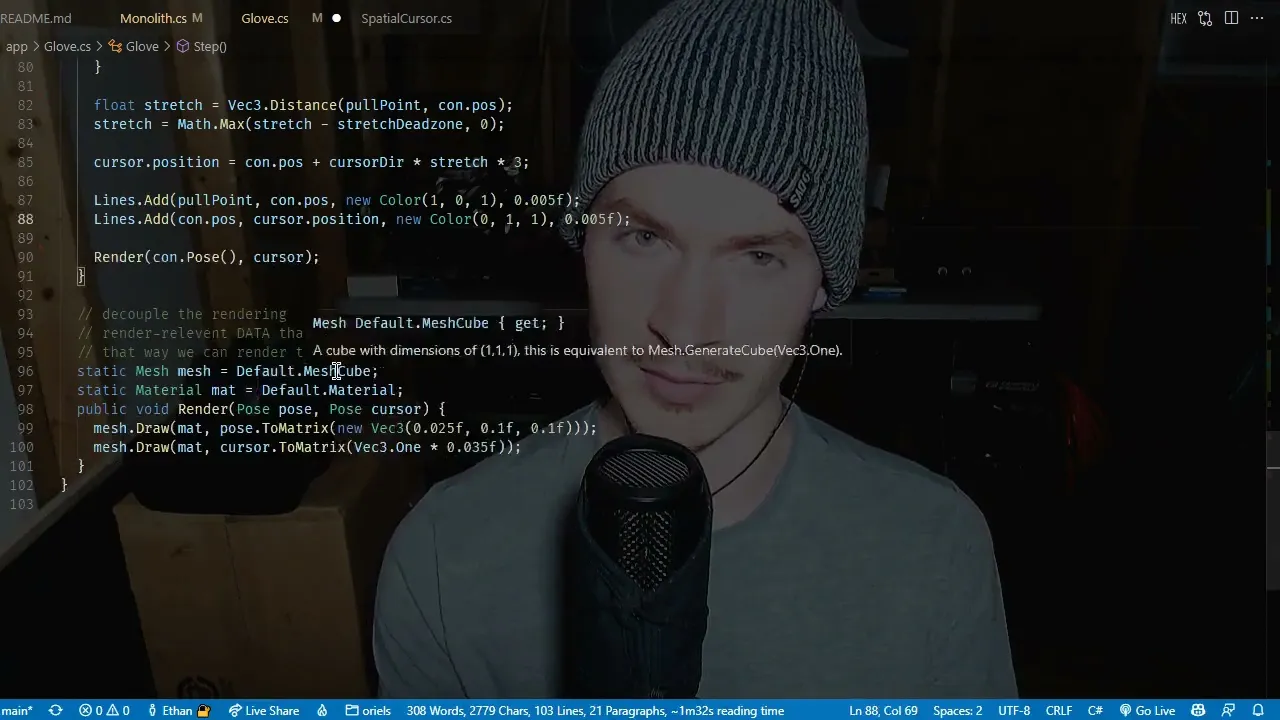 README.md Monolith.cs M Glove.cs M SpatialCursor.cs HEX
app > Glove.cs > Glove > Step()
80 }
81
82 float stretch = Vec3.Distance(pullPoint, con.pos);
83 stretch = Math.Max(stretch - stretchDeadzone, 0);
84
85 cursor.position = con.pos + cursorDir * stretch * 3;
86
87 Lines.Add(pullPoint, con.pos, new Color(1, 0, 1), 0.005f);
88 Lines.Add(con.pos, cursor.position, new Color(0, 1, 1), 0.005f);
89
90 Render(con.Pose(), cursor);
91 }
92
93 // decouple the rendering
Mesh Default.MeshCube { get; }
94 // render-relevent DATA tha
95 // that way we can render t
A cube with dimensions of (1,1,1), this is equivalent to Mesh.GenerateCube(Vec3.One).
96 static Mesh mesh = Default.MeshCube;
97 static Material mat = Default.Material;
98 public void Render(Pose pose, Pose cursor) {
99 mesh.Draw(mat, pose.ToMatrix(new Vec3(0.025f, 0.1f, 0.1f)));
100 mesh.Draw(mat, cursor.ToMatrix(Vec3.One * 0.035f));
101 }
102 }
103
main* 0 0 Ethan Live Share oriels 308 Words, 2779 Chars, 103 Lines, 21 Paragraphs, ~1m32s reading time Ln 88, Col 69 Spaces: 2 UTF-8 CRLF C# Go Live